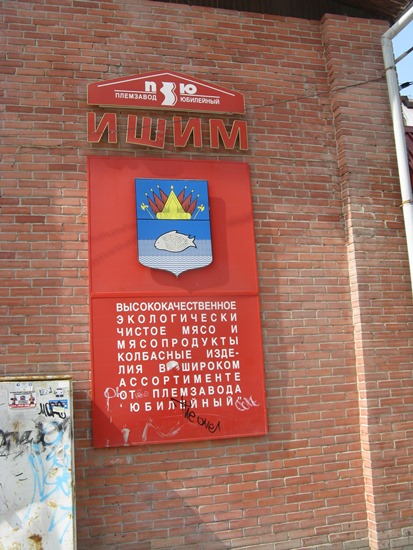 ПЗЮ
ПЛЕМЗАВОД ЮБИЛЕЙНЫЙ
ИШИМ
ВЫСОКОКАЧЕСТВЕННОЕ
ЭКОЛОГИЧЕСКИ
ЧИСТОЕ МЯСО И
МЯСОПРОДУКТЫ
КОЛБАСНЫЕ ИЗДЕ-
ЛИЯ В ШИРОКОМ
АССОРТИМЕНТЕ
ОТ ПЛЕМЗАВОДА
"ЮБИЛЕЙНЫЙ"